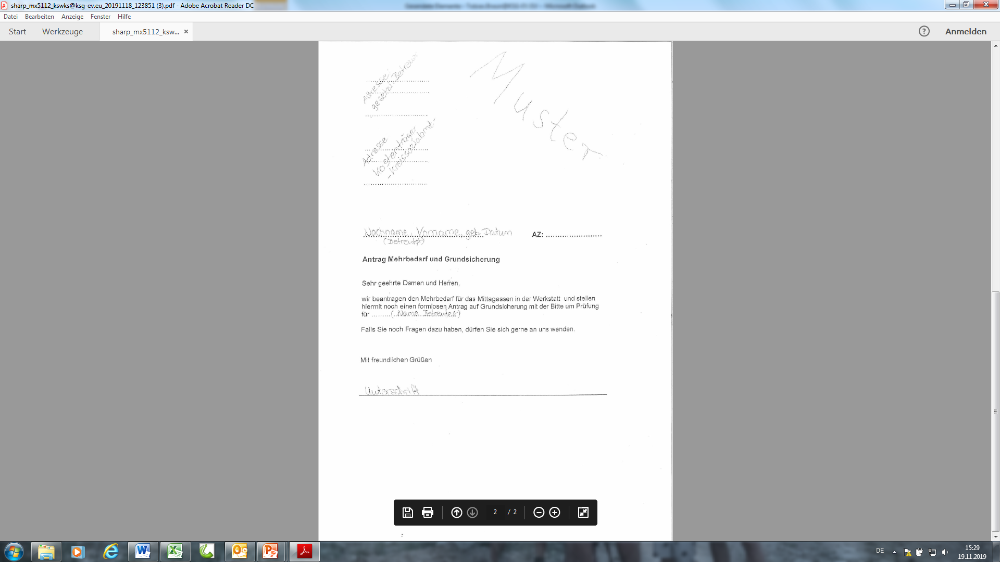 sharp_mx5112_kswks@ksg-ev.eu_20191118_123851 (3).pdf - Adobe Acrobat Reader DC
Datei Bearbeiten Anzeige Fenster Hilfe
Start Werkzeuge sharp_mx5112_ksw... × ? Anmelden
Adresse
gesetzl. Betreuer
Muster
Adresse
Kostenträger
- Kreissozialamt -
Nachname, Vorname, geb. Datum AZ: ........................
(Betreute/r)
Antrag Mehrbedarf und Grundsicherung
Sehr geehrte Damen und Herren,
wir beantragen den Mehrbedarf für das Mittagessen in der Werkstatt und stellen
hiermit noch einen formlosen Antrag auf Grundsicherung mit der Bitte um Prüfung
für ......... (Name Betreute/r)
Falls Sie noch Fragen dazu haben, dürfen Sie sich gerne an uns wenden.
Mit freundlichen Grüßen
Unterschrift
2 / 2
DE 15:29
19.11.2019